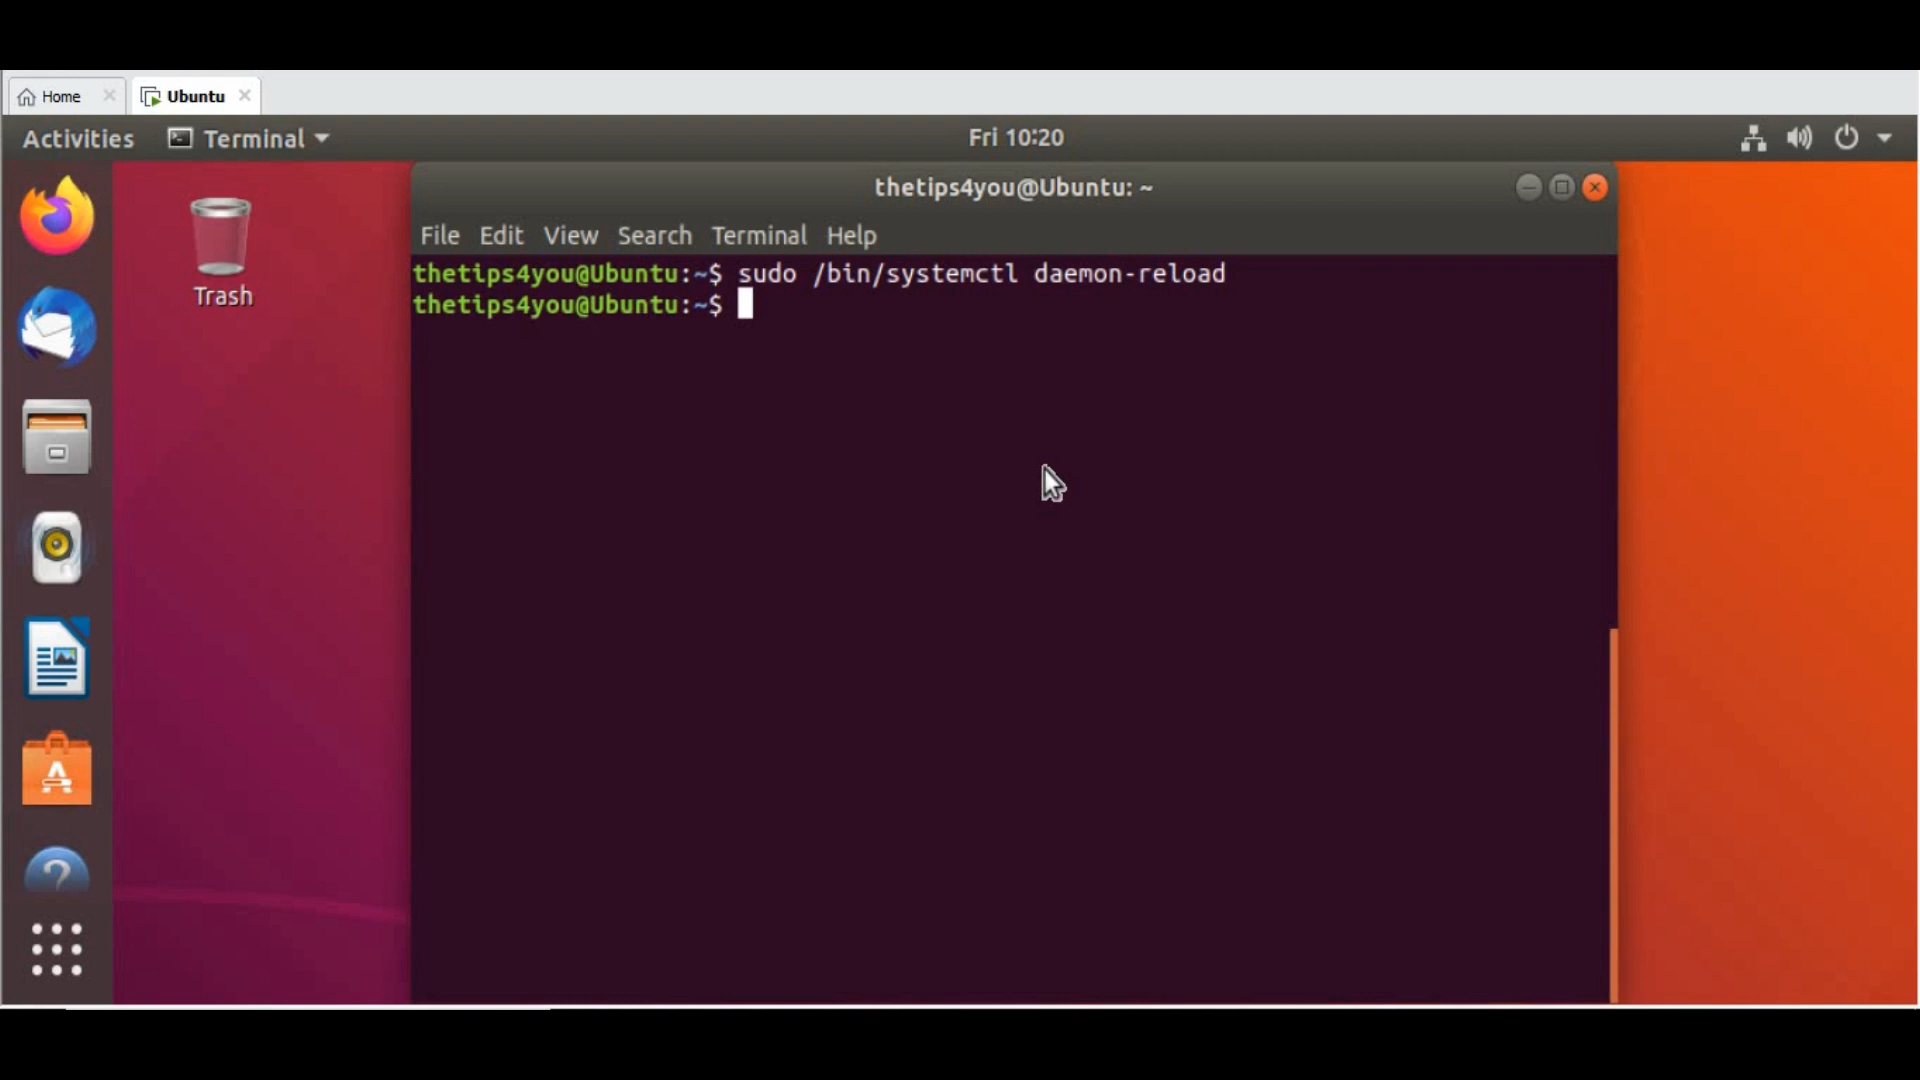 Home
Ubuntu
Activities
Terminal
Fri 10:20
Trash
thetips4you@Ubuntu: ~
File Edit View Search Terminal Help
thetips4you@Ubuntu:~$ sudo /bin/systemctl daemon-reload
thetips4you@Ubuntu:~$